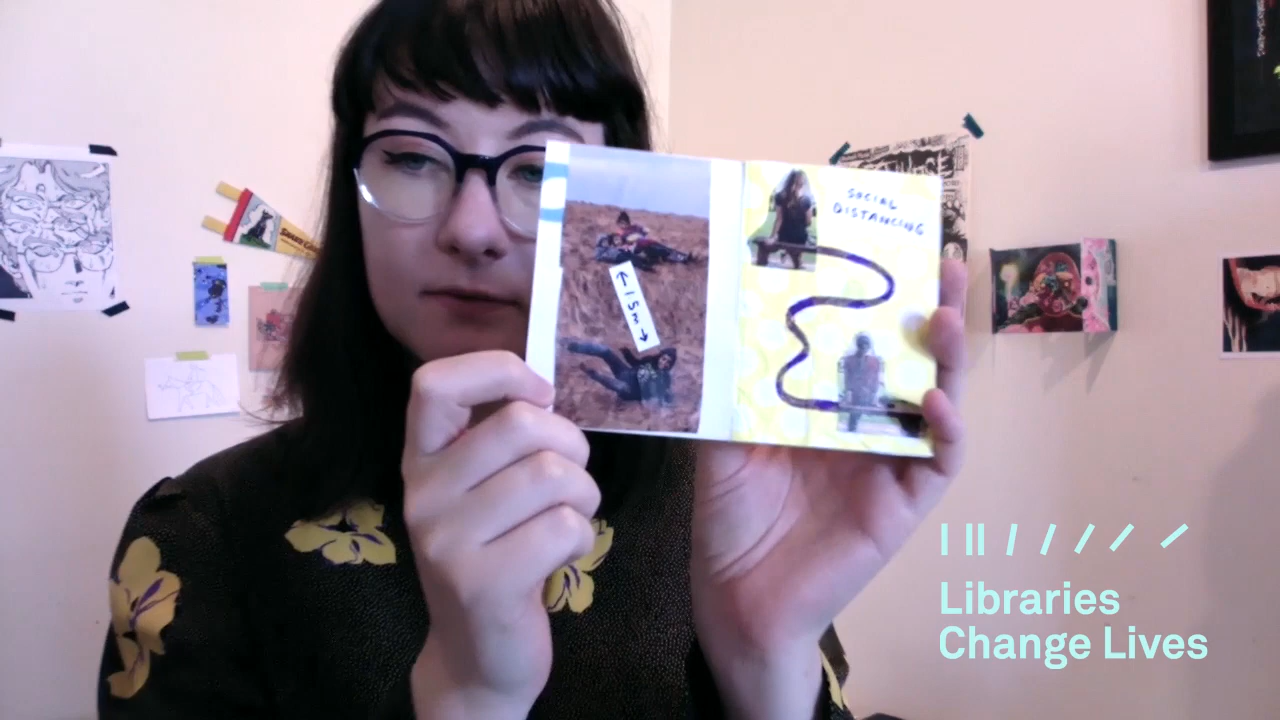 SOCIAL
DISTANCING
1.5M
Libraries
Change Lives